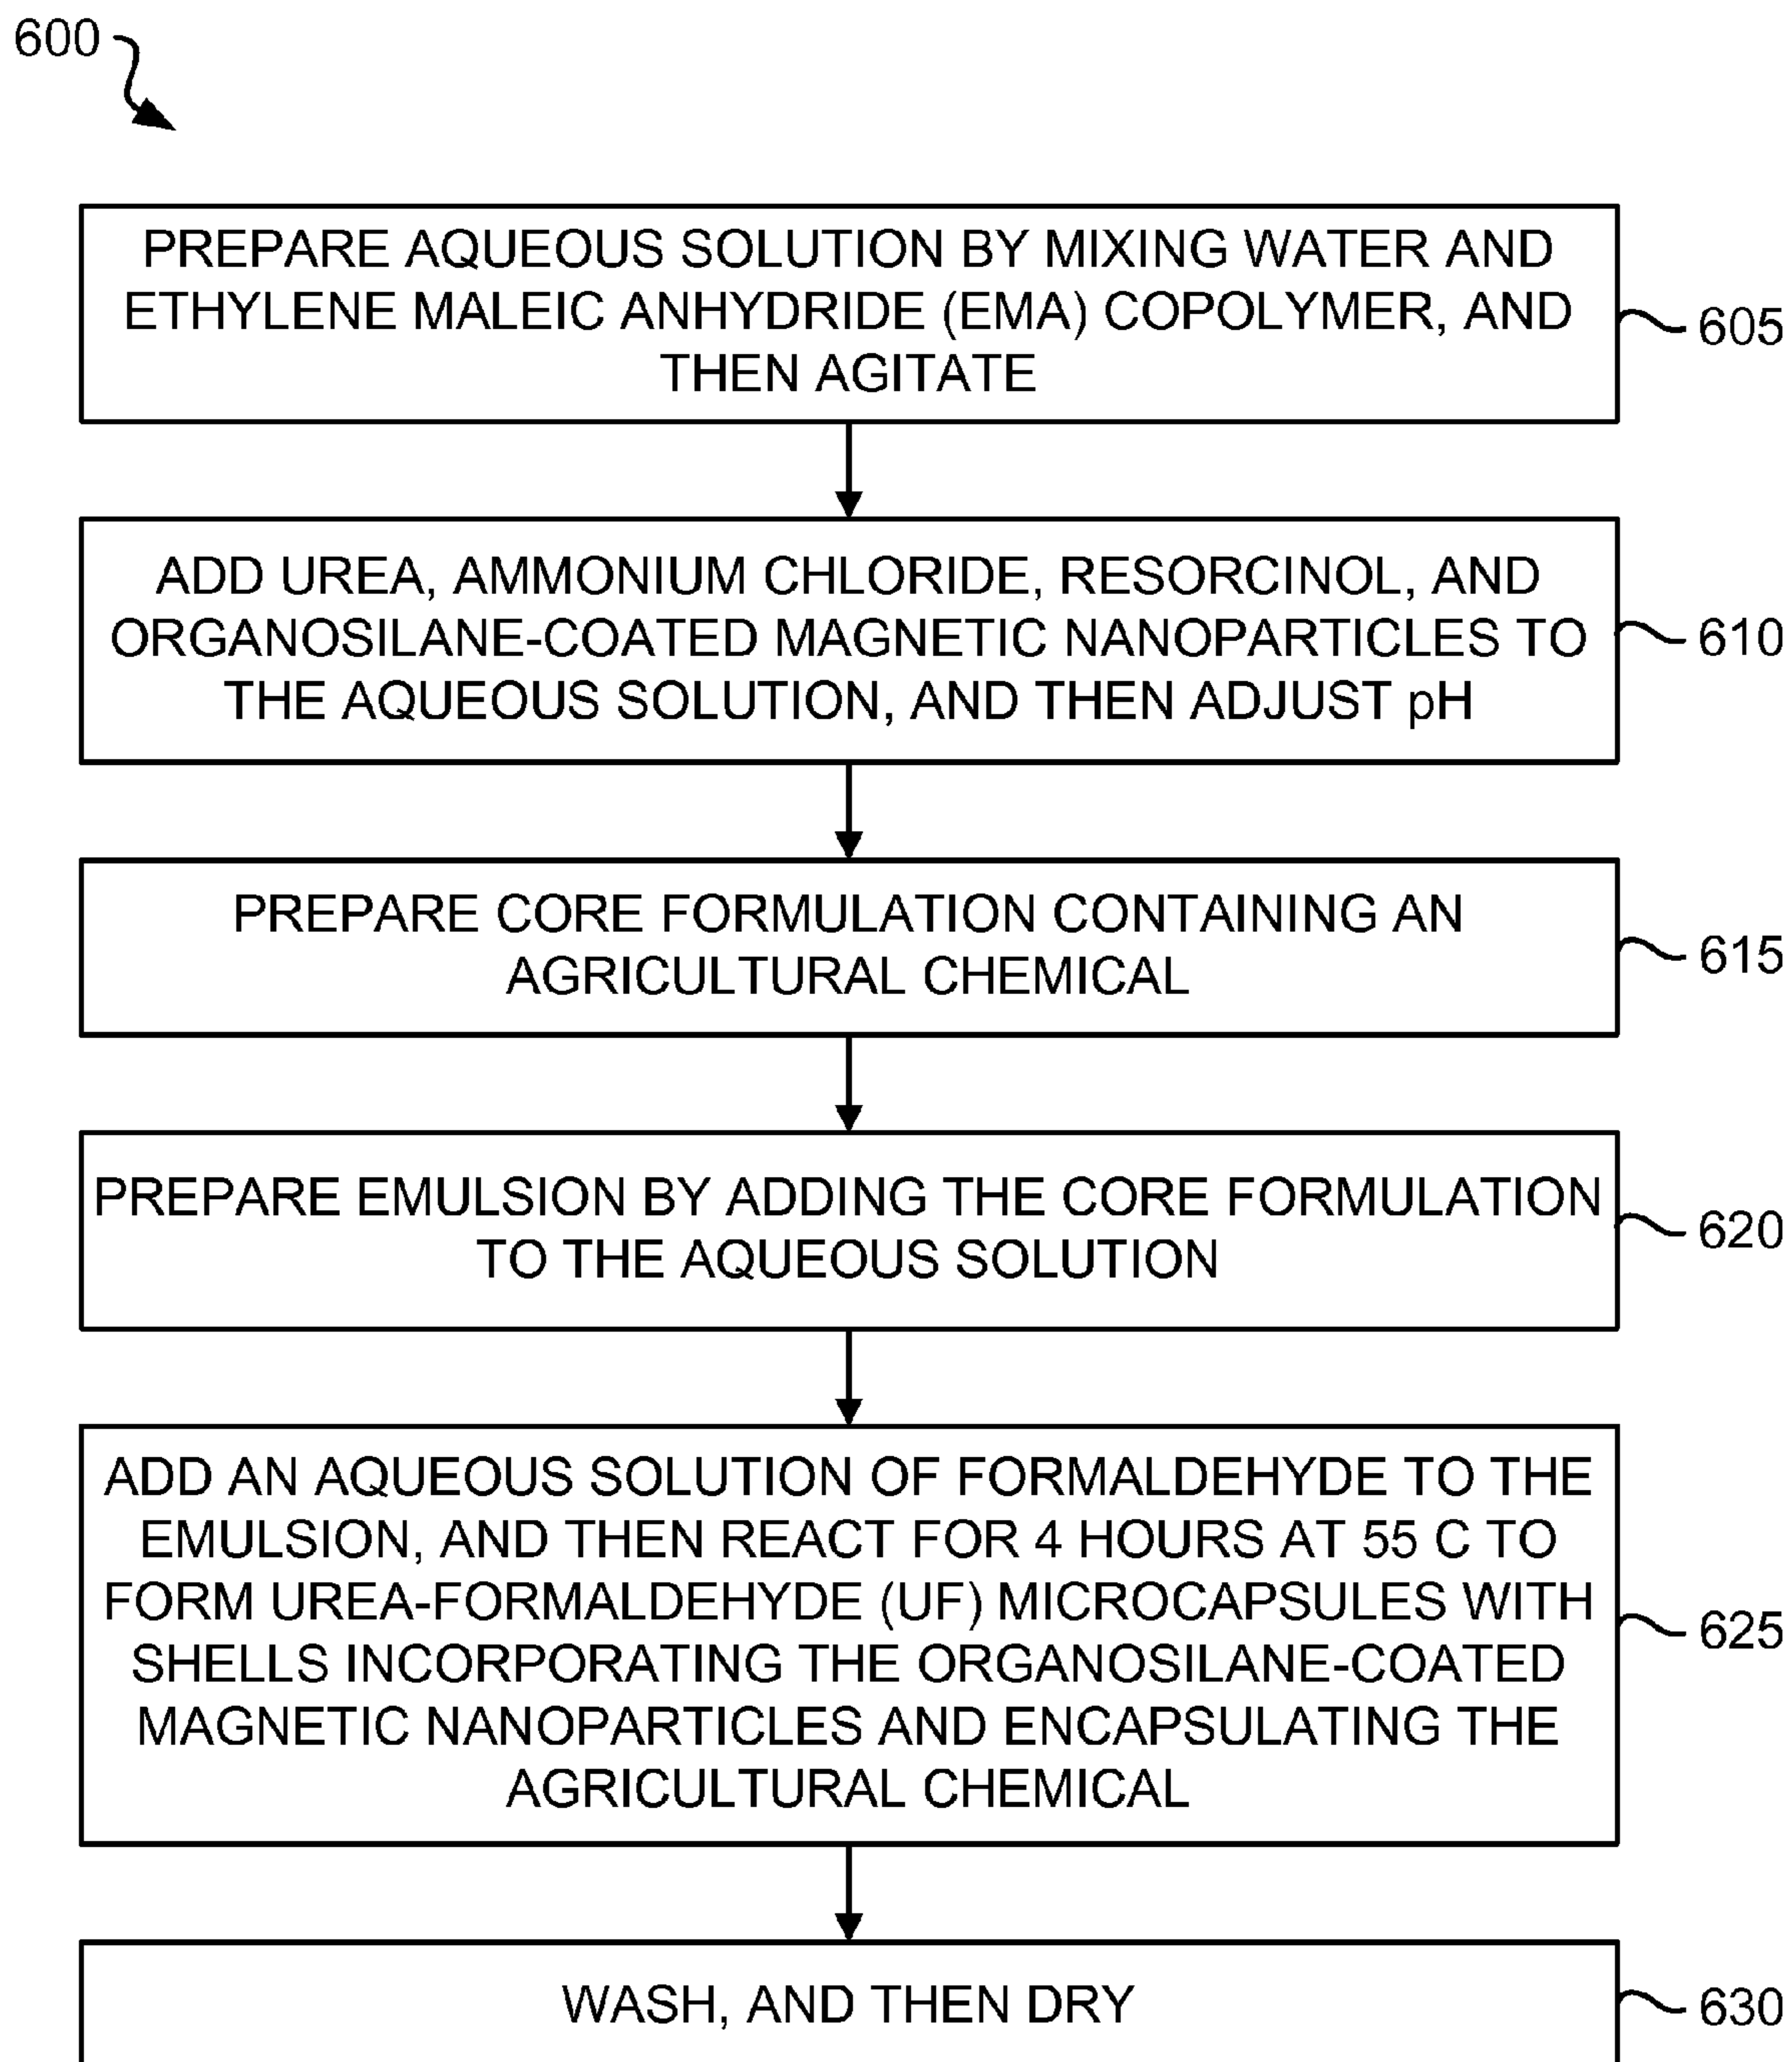 600
PREPARE AQUEOUS SOLUTION BY MIXING WATER AND
ETHYLENE MALEIC ANHYDRIDE (EMA) COPOLYMER, AND
THEN AGITATE
605
ADD UREA, AMMONIUM CHLORIDE, RESORCINOL, AND
ORGANOSILANE-COATED MAGNETIC NANOPARTICLES TO
THE AQUEOUS SOLUTION, AND THEN ADJUST pH
610
PREPARE CORE FORMULATION CONTAINING AN
AGRICULTURAL CHEMICAL
615
PREPARE EMULSION BY ADDING THE CORE FORMULATION
TO THE AQUEOUS SOLUTION
620
ADD AN AQUEOUS SOLUTION OF FORMALDEHYDE TO THE
EMULSION, AND THEN REACT FOR 4 HOURS AT 55 C TO
FORM UREA-FORMALDEHYDE (UF) MICROCAPSULES WITH
SHELLS INCORPORATING THE ORGANOSILANE-COATED
MAGNETIC NANOPARTICLES AND ENCAPSULATING THE
AGRICULTURAL CHEMICAL
625
WASH, AND THEN DRY
630